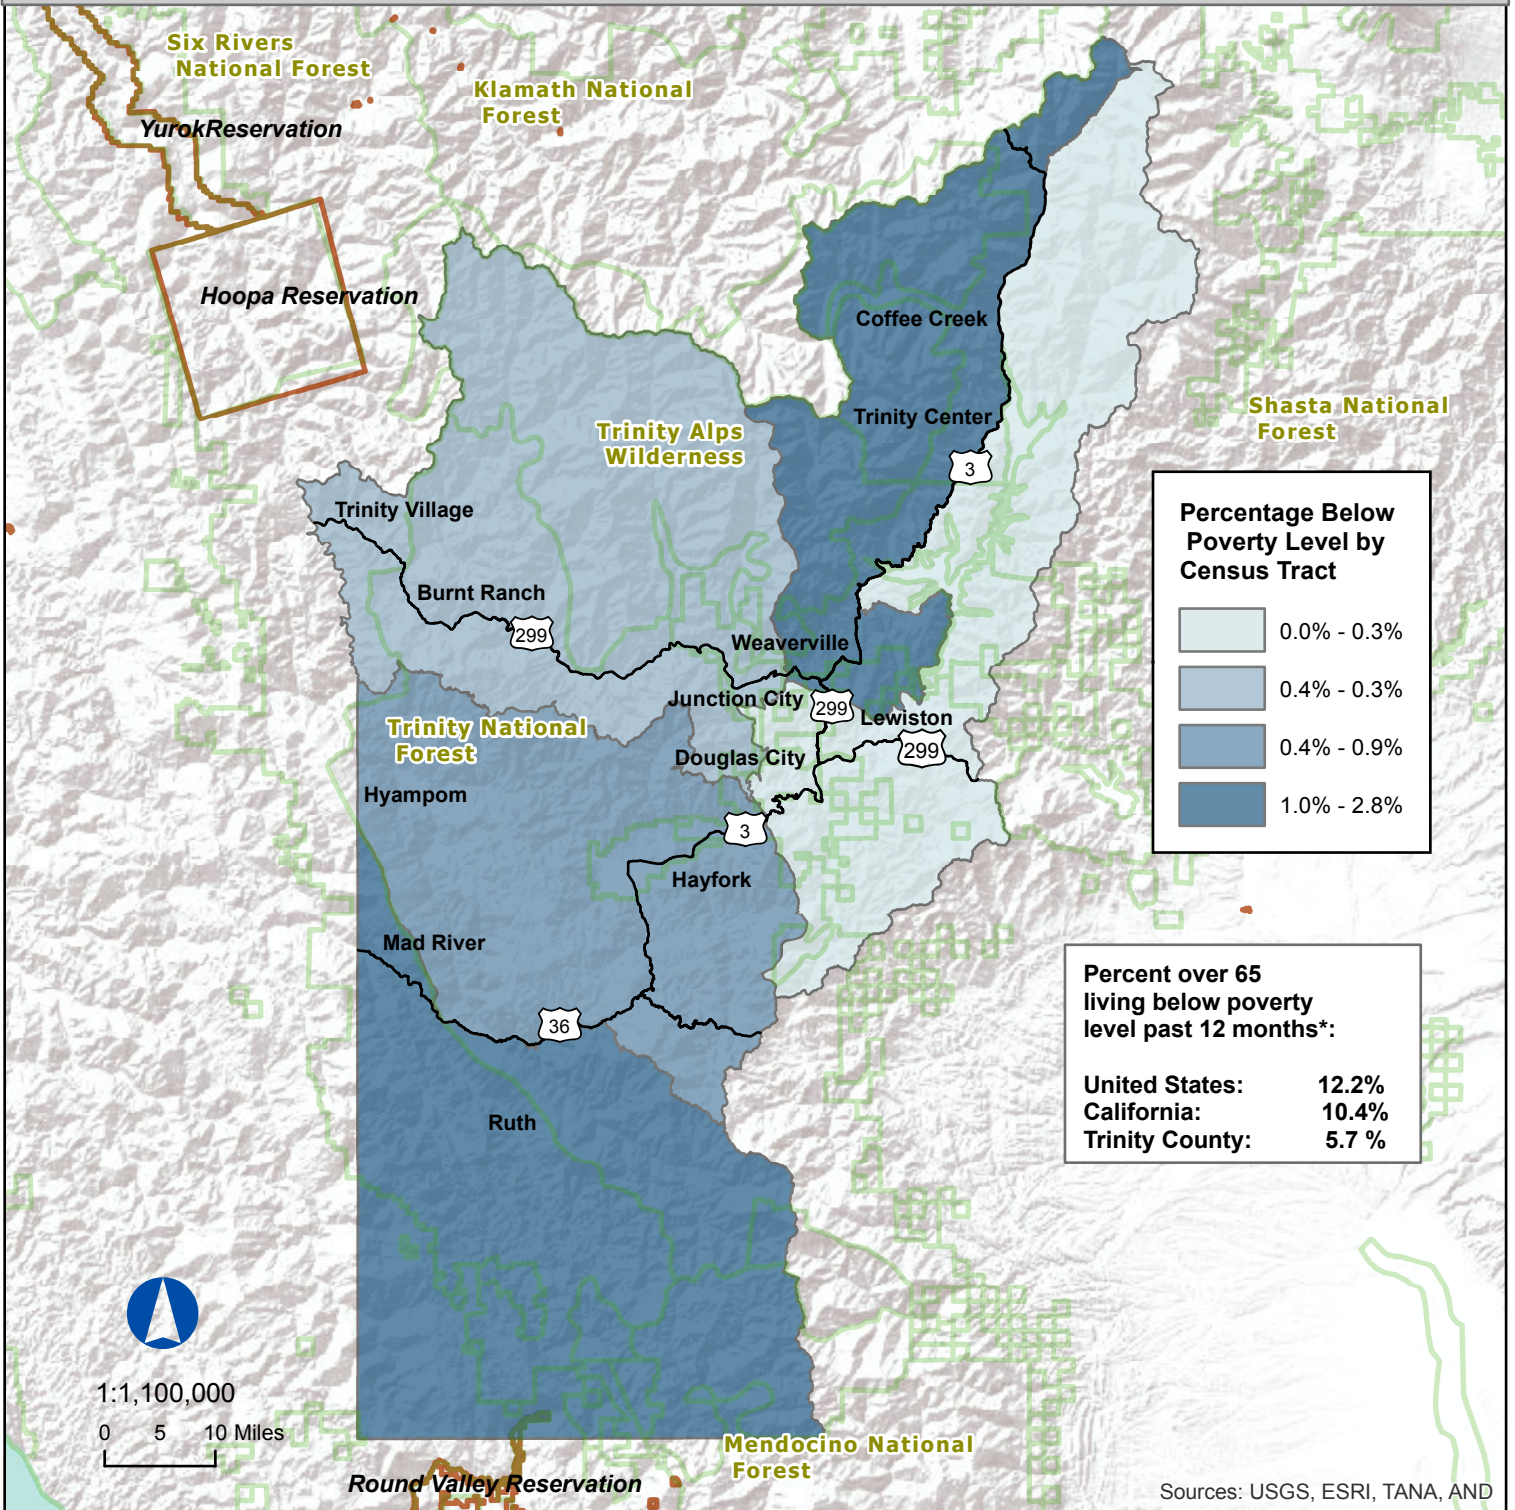 Six Rivers
National Forest
Klamath National
Forest
YurokReservation
Hoopa Reservation
Coffee Creek
Trinity Center
Shasta National
Forest
Trinity Alps
Wilderness
3
Trinity Village
Burnt Ranch
299
Weaverville
Junction City
299
Lewiston
299
Trinity National
Forest
Douglas City
Hyampom
3
Hayfork
Mad River
36
Ruth
Percentage Below
Poverty Level by
Census Tract
0.0% - 0.3%
0.4% - 0.3%
0.4% - 0.9%
1.0% - 2.8%
Percent over 65
living below poverty
level past 12 months*:
United States: 12.2%
California: 10.4%
Trinity County: 5.7 %
1:1,100,000
0 5 10 Miles
Mendocino National
Forest
Round Valley Reservation
Sources: USGS, ESRI, TANA, AND